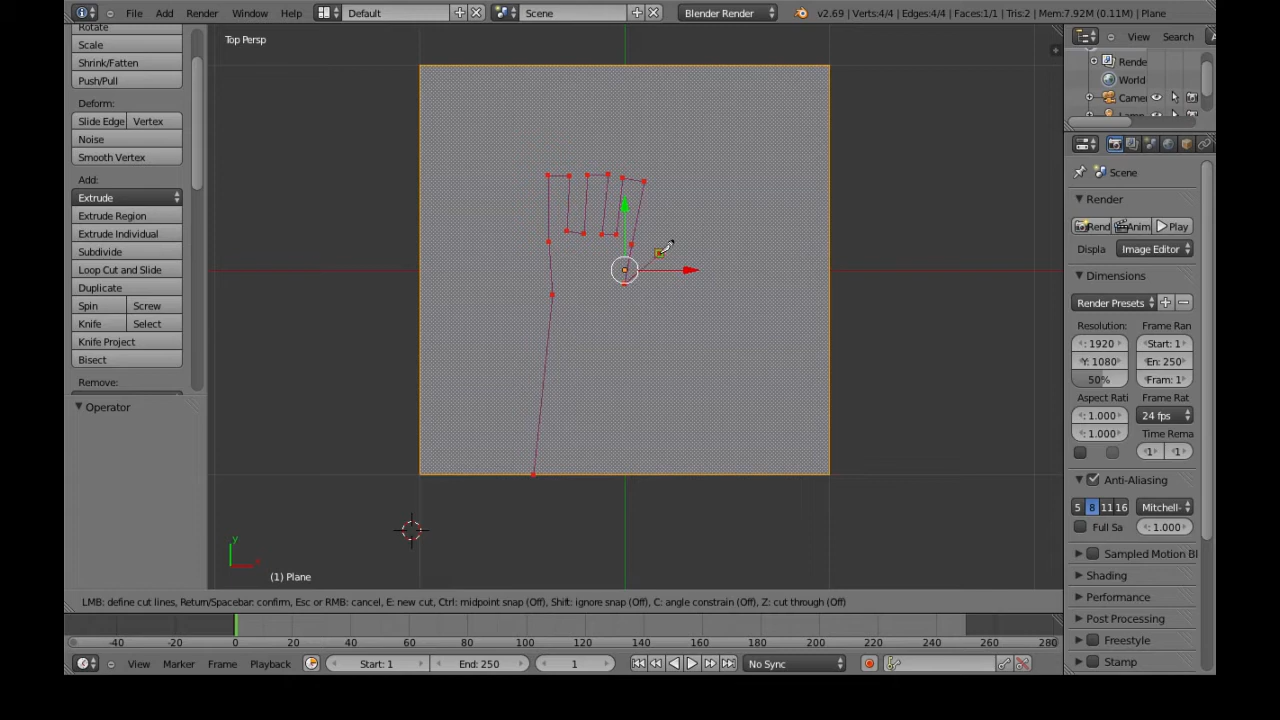 File Add Render Window Help Default Scene Blender Render v2.69 | Verts:4/4 | Edges:4/4 | Faces:1/1 | Tris:2 | Mem:7.92M (0.11M) | Plane
Rotate
Scale
Shrink/Fatten
Push/Pull
Deform:
Slide Edge Vertex
Noise
Smooth Vertex
Add:
Extrude
Extrude Region
Extrude Individual
Subdivide
Loop Cut and Slide
Duplicate
Spin Screw
Knife Select
Knife Project
Bisect
Remove:
Operator
Top Persp
y
(1) Plane
LMB: define cut lines, Return/Spacebar: confirm, Esc or RMB: cancel, E: new cut, Ctrl: midpoint snap (Off), Shift: ignore snap (Off), C: angle constrain (Off), Z: cut through (Off)
-40 -20 0 20 40 60 80 100 120 140 160 180 200 220 240 260 280
View Marker Frame Playback Start: 1 End: 250 1 No Sync
View Search
Rende
World
Came
Scene
Render
Rend Anim Play
Displa Image Editor
Dimensions
Render Presets
Resolution: Frame Ran
: 1920 Start: 1
Y: 1080 En: 250
50% Fram: 1
Aspect Rati Frame Rat
: 1.000 24 fps
: 1.000 Time Rema
1 1
Anti-Aliasing
5 8 11 16 Mitchell-
Full Sa : 1.000
Sampled Motion Bl
Shading
Performance
Post Processing
Freestyle
Stamp